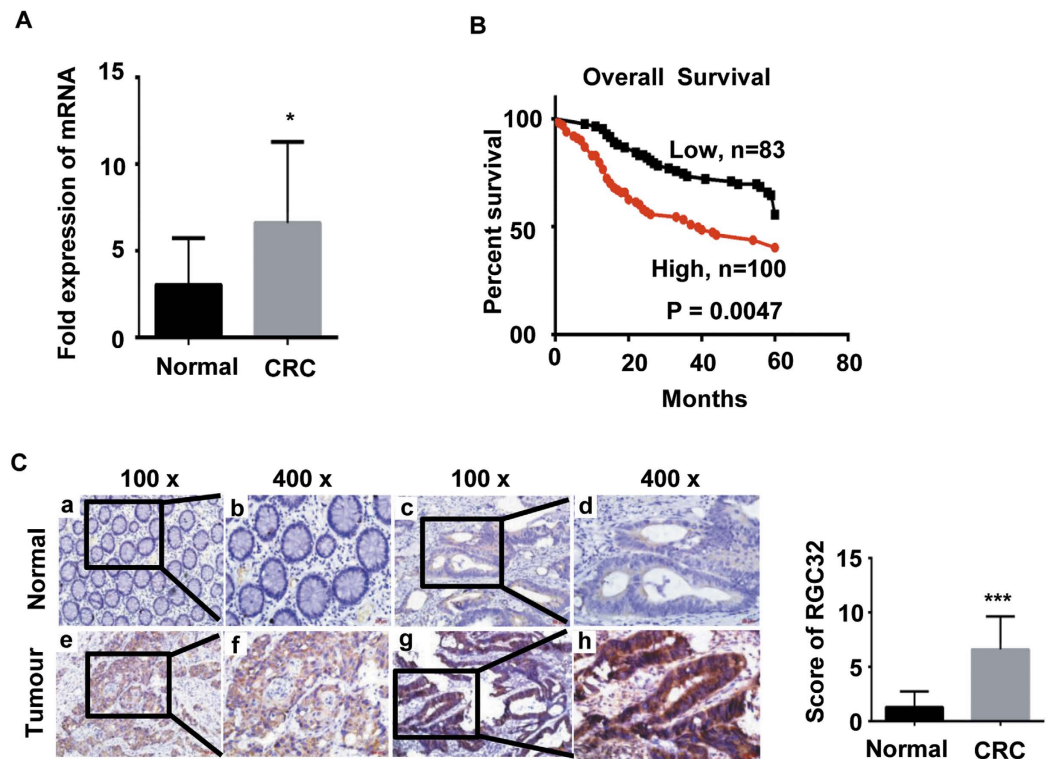 A
Fold expression of mRNA
15
10
5
0
*
Normal
CRC
B
Overall Survival
Percent survival
100
50
00
Low, n=83
High, n=100
P = 0.0047
0
20
40
60
80
Months
C
100 x
400 x
100 x
400 x
Normal
a
b
c
d
Tumour
e
f
g
h
Score of RGC32
15
10
5
0
***
Normal
CRC